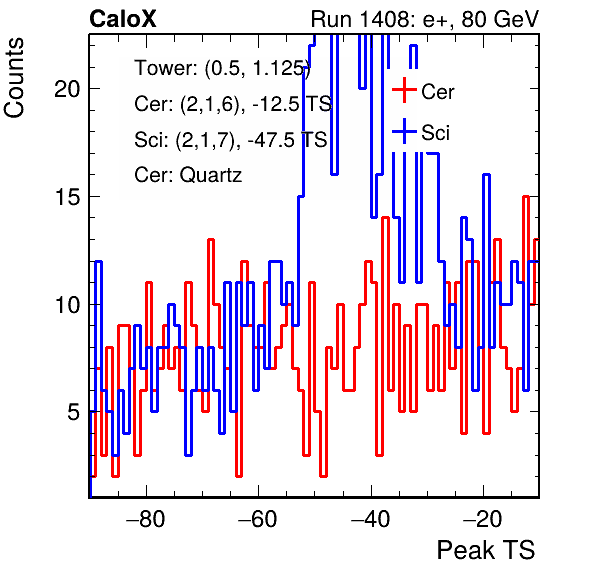 CaloX Run 1408: e+, 80 GeV
Counts
Tower: (0.5, 1.125)
Cer: (2,1,6), -12.5 TS
Sci: (2,1,7), -47.5 TS
Cer: Quartz
Cer
Sci
20
15
10
5
−80 −60 −40 −20
Peak TS